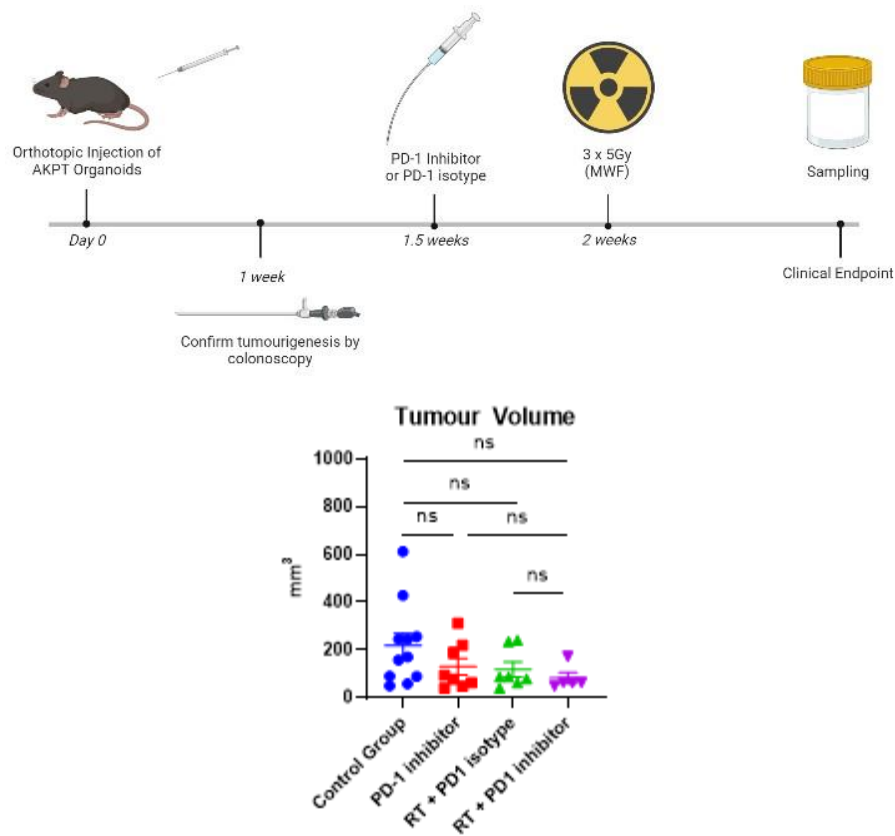 Orthotopic Injection of
AKPT Organoids
PD-1 Inhibitor
or PD-1 isotype
3 x 5Gy
(MWF)
Sampling
Day 0
1.5 weeks
2 weeks
1 week
Clinical Endpoint
Confirm tumourigenesis by
colonoscopy
Tumour Volume
ns
ns
ns
ns
ns
1000
800
600
400
200
0
mm³
Control Group
PD-1 inhibitor
RT + PD1 isotype
RT + PD1 inhibitor